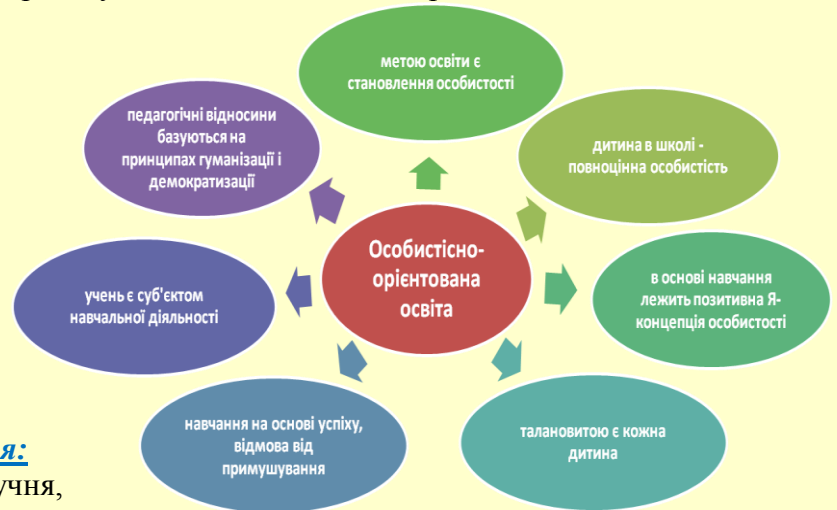 метою освіти є
становлення особистості
дитина в школі -
повноцінна особистість
в основі навчання
лежить позитивна Я-
концепція особистості
талановитою є кожна
дитина
навчання на основі успіху,
відмова від
примушування
учень є суб'єктом
навчальної діяльності
педагогічні відносини
базуються на
принципах гуманізації і
демократизації
Особистісно-
орієнтована
освіта
я:
учня,